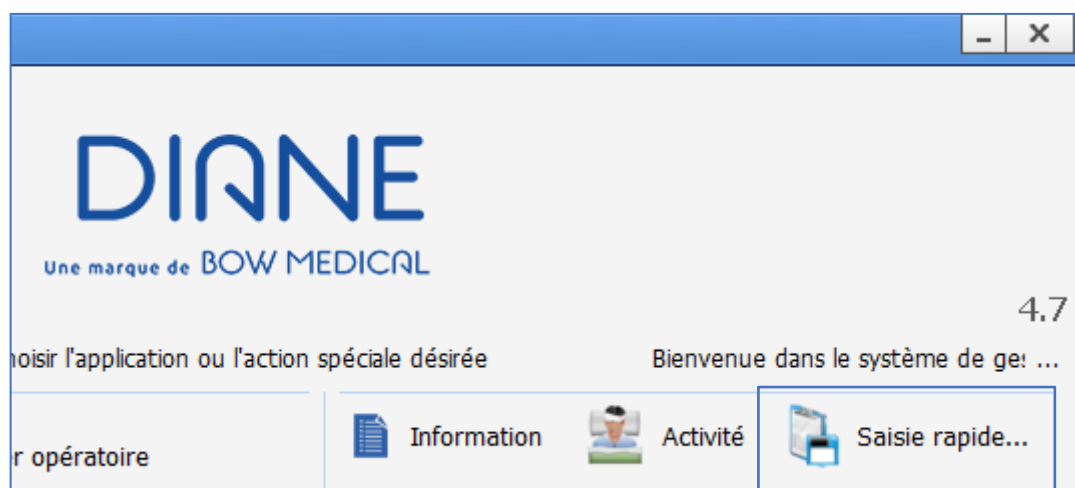 DIANE
Une marque de BOW MEDICAL
4.7
hoisir l'application ou l'action spéciale désirée Bienvenue dans le système de ges ...
Information Activité Saisie rapide...
r opératoire